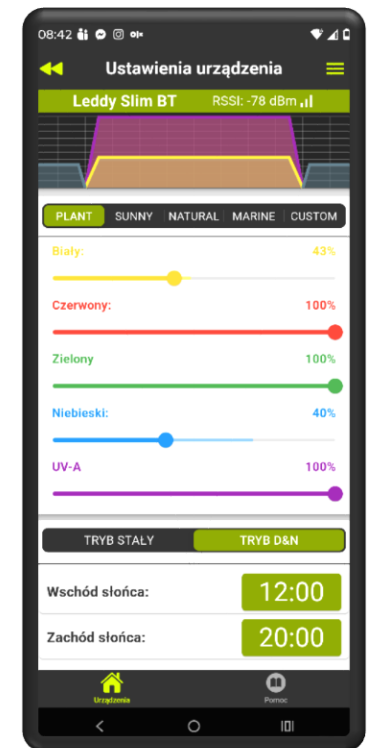 08:42
Ustawienia urządzenia
Leddy Slim BT RSSI: -78 dBm
PLANT SUNNY NATURAL MARINE CUSTOM
Biały: 43%
Czerwony: 100%
Zielony 100%
Niebieski: 40%
UV-A 100%
TRYB STAŁY TRYB D&N
Wschód słońca: 12:00
Zachód słońca: 20:00
Urządzenia Pomoc